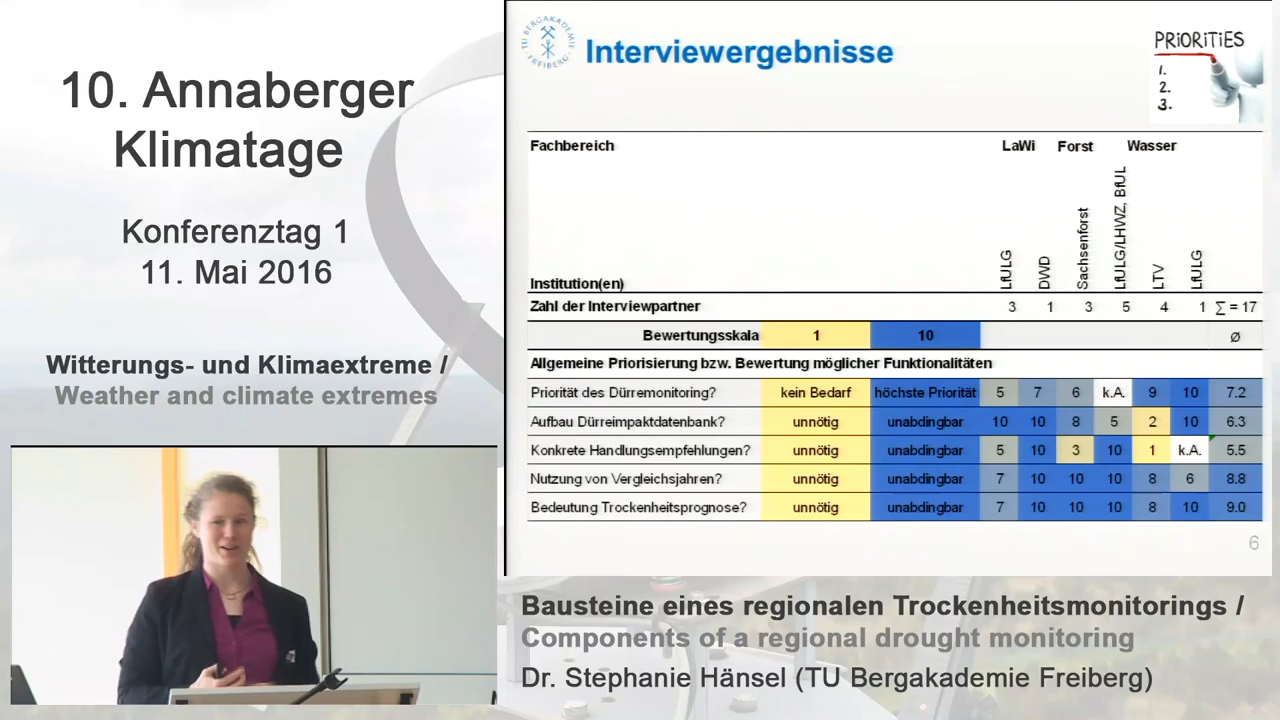 10. Annaberger
Klimatage
Konferenztag 1
11. Mai 2016
Witterungs- und Klimaextreme /
Weather and climate extremes
TU BERGAKADEMIE
FREIBERG
Interviewergebnisse
PRIORITIES
1.
2.
3.
Fachbereich LaWi Forst Wasser
Institution(en) LfULG DWD Sachsenforst LfULG/LHWZ, BfUL LTV LfULG
Zahl der Interviewpartner 3 1 3 5 4 1 ∑ = 17
Bewertungsskala 1 10 ø
Allgemeine Priorisierung bzw. Bewertung möglicher Funktionalitäten
Priorität des Dürremonitoring? kein Bedarf höchste Priorität 5 7 6 k.A. 9 10 7.2
Aufbau Dürreimpaktdatenbank? unnötig unabdingbar 10 10 8 5 2 10 6.3
Konkrete Handlungsempfehlungen? unnötig unabdingbar 5 10 3 10 1 k.A. 5.5
Nutzung von Vergleichsjahren? unnötig unabdingbar 7 10 10 10 8 6 8.8
Bedeutung Trockenheitsprognose? unnötig unabdingbar 7 10 10 10 8 10 9.0
6
Bausteine eines regionalen Trockenheitsmonitorings /
Components of a regional drought monitoring
Dr. Stephanie Hänsel (TU Bergakademie Freiberg)